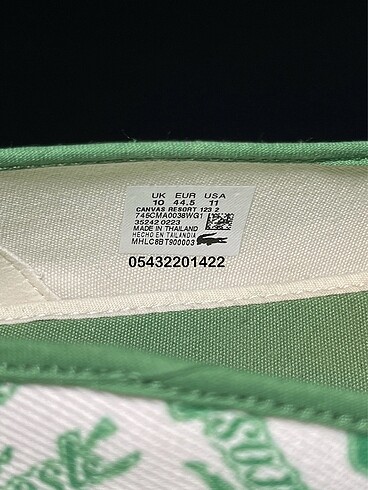 UK EUR USA
10 44.5 11
CANVAS RESORT 123 2
745CMA0038WG1
35242 0223
MADE IN THAILAND
HECHO EN TAILANDIA
MHLC8BT900003
05432201422